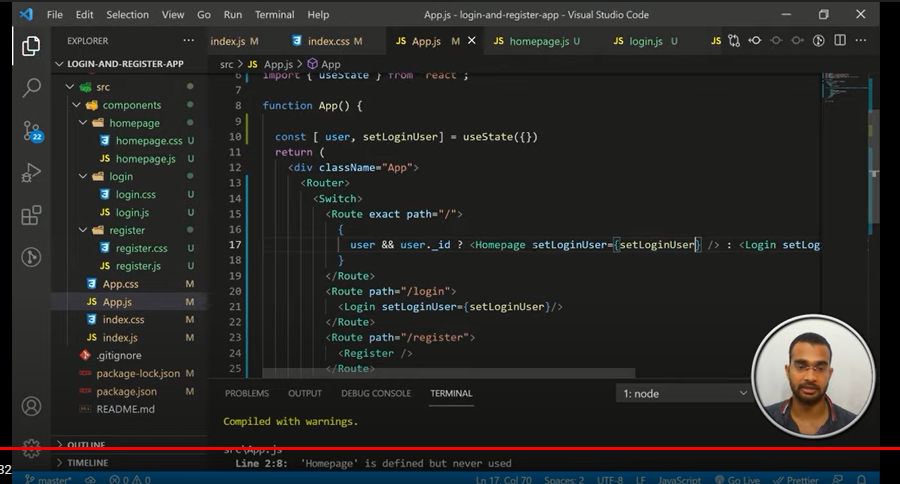 File Edit Selection View Go Run Terminal Help App.js - login-and-register-app - Visual Studio Code
EXPLORER
index.js M index.css M App.js M homepage.js U login.js U JS
LOGIN-AND-REGISTER-APP
src > JS App.js > App
src
components
homepage
homepage.css U
JS homepage.js U
login
login.css U
JS login.js U
register
register.css U
JS register.js U
App.css M
JS App.js M
index.css M
JS index.js M
.gitignore
package-lock.json M
package.json M
README.md
OUTLINE
TIMELINE
22
6 import { useState } from "react";
7
8 function App() {
9
10 const [ user, setLoginUser] = useState({})
11 return (
12 <div className="App">
13 <Router>
14 <Switch>
15 <Route exact path="/">
16 {
17 user && user._id ? <Homepage setLoginUser={setLoginUser} /> : <Login setLog
18 }
19 </Route>
20 <Route path="/login">
21 <Login setLoginUser={setLoginUser}/>
22 </Route>
23 <Route path="/register">
24 <Register />
25 </Route>
PROBLEMS OUTPUT DEBUG CONSOLE TERMINAL 1: node
Compiled with warnings.
src\App.js
Line 2:8: 'Homepage' is defined but never used
32
master* 0 0 Ln 17, Col 70 Spaces: 2 UTF-8 LF JavaScript Go Live Prettier